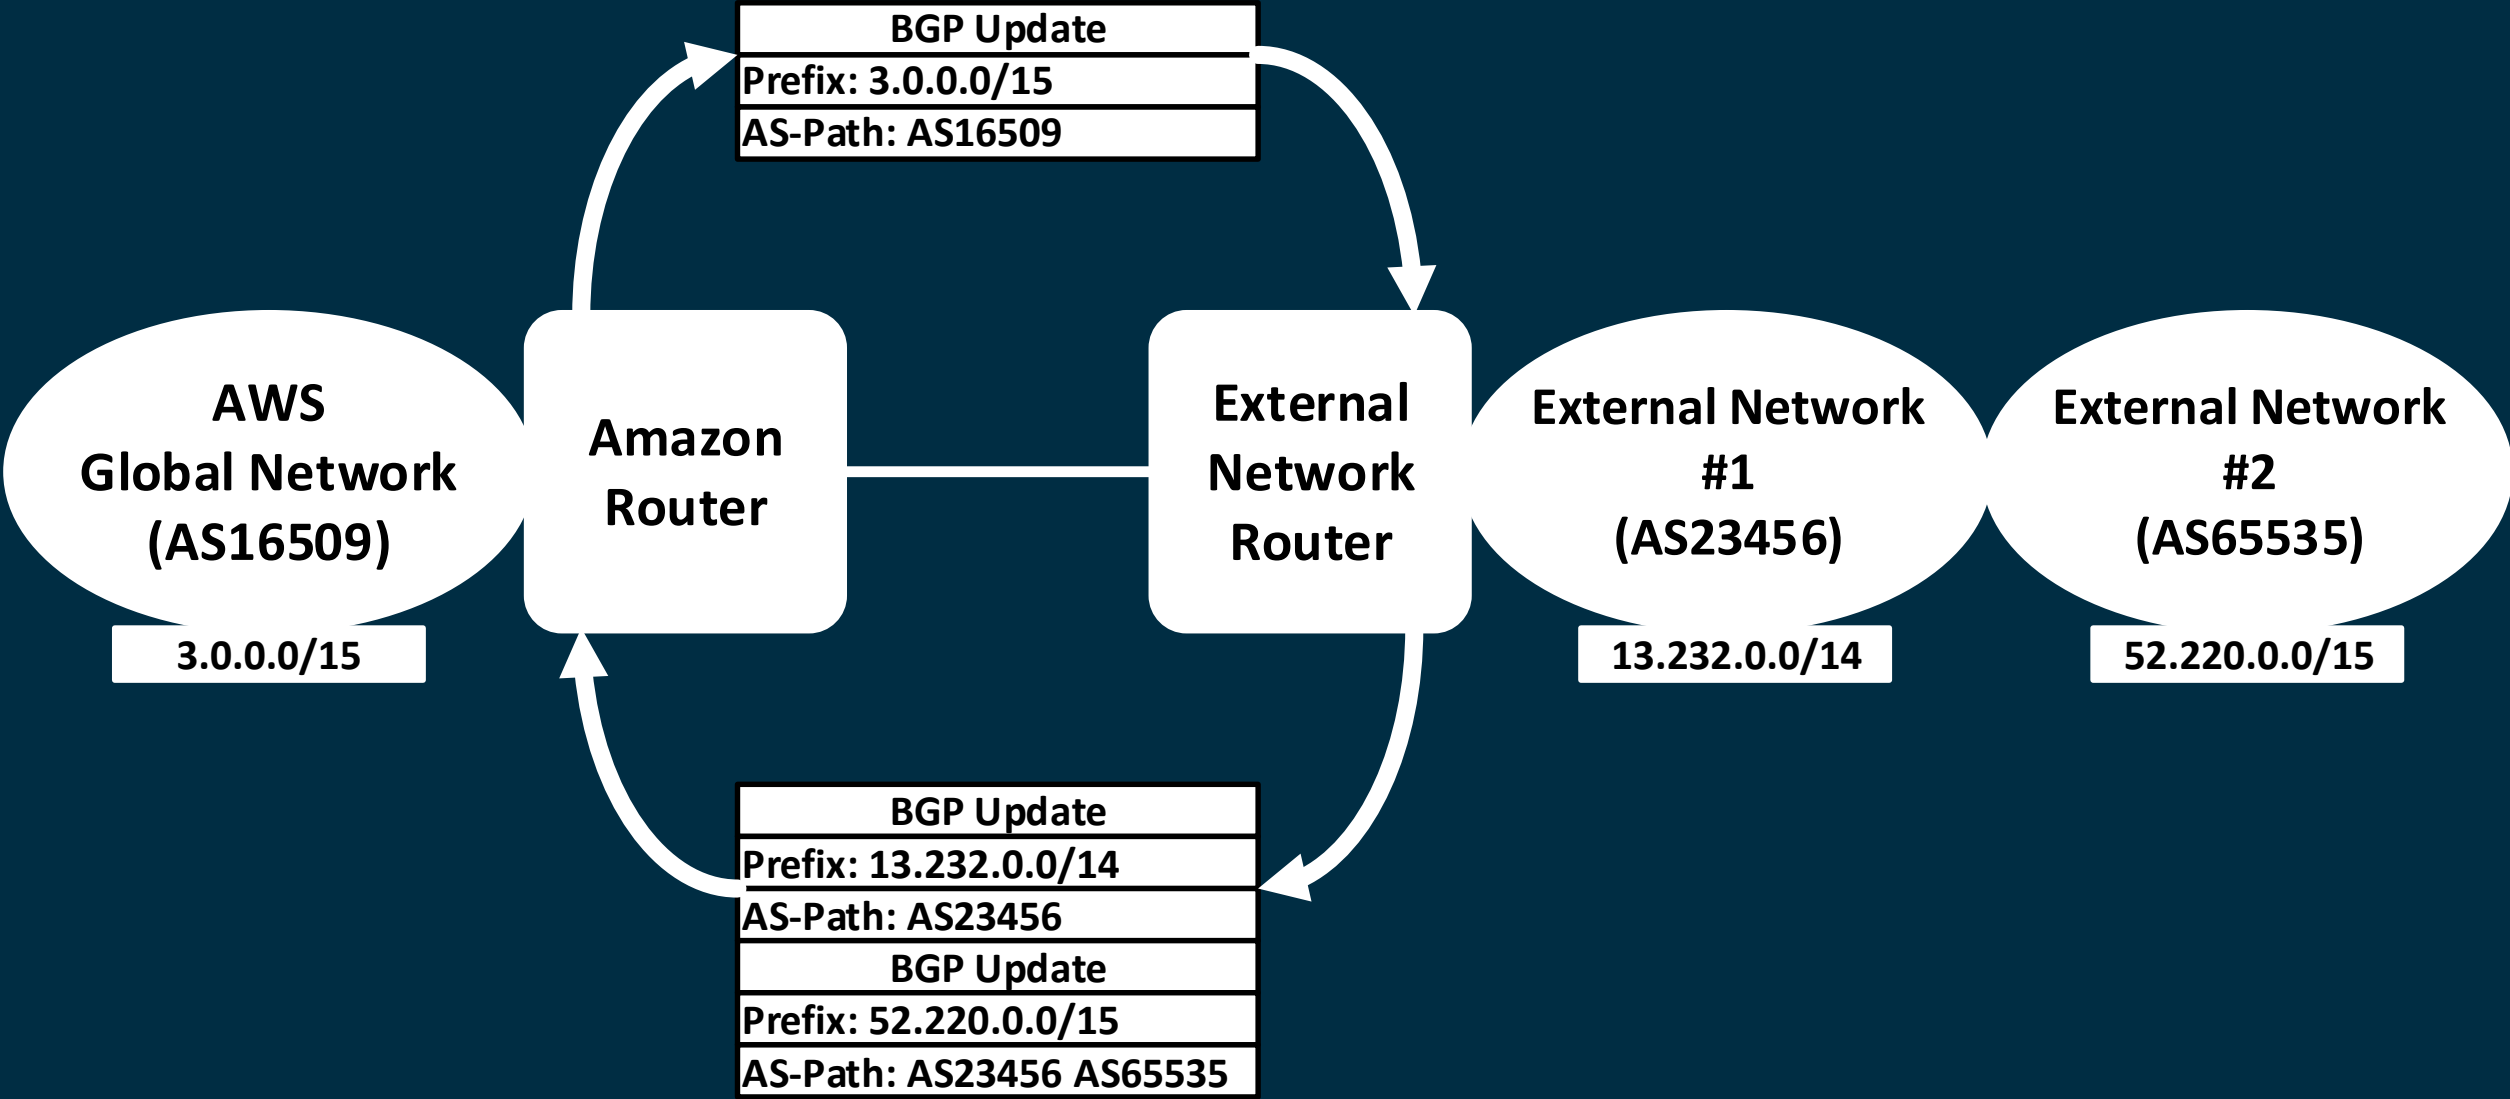 BGP Update
Prefix: 3.0.0.0/15
AS-Path: AS16509
AWS
Global Network
(AS16509)
3.0.0.0/15
Amazon
Router
External
Network
Router
External Network
#1
(AS23456)
13.232.0.0/14
External Network
#2
(AS65535)
52.220.0.0/15
BGP Update
Prefix: 13.232.0.0/14
AS-Path: AS23456
BGP Update
Prefix: 52.220.0.0/15
AS-Path: AS23456 AS65535